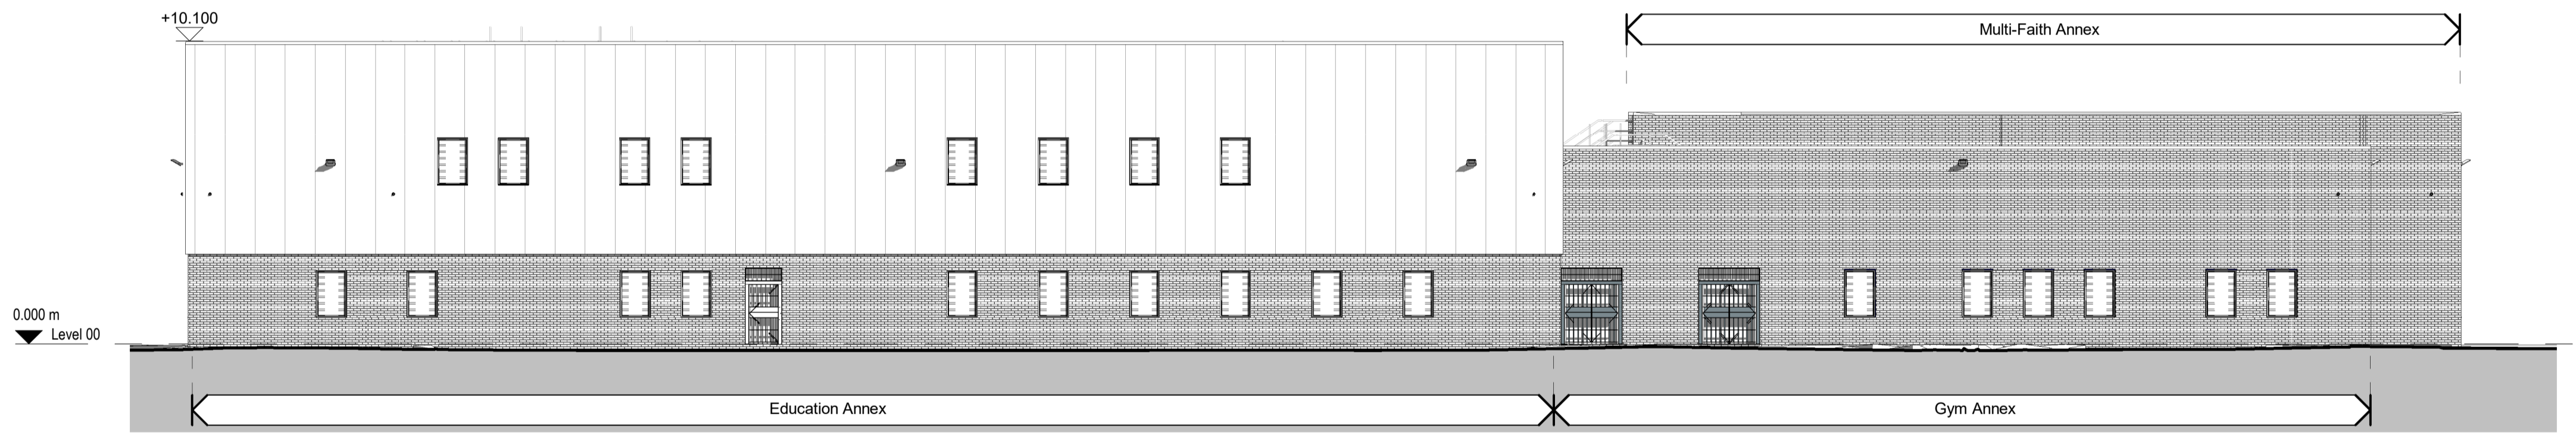 +10.100
Multi-Faith Annex
0.000 m
Level 00
Education Annex
Gym Annex